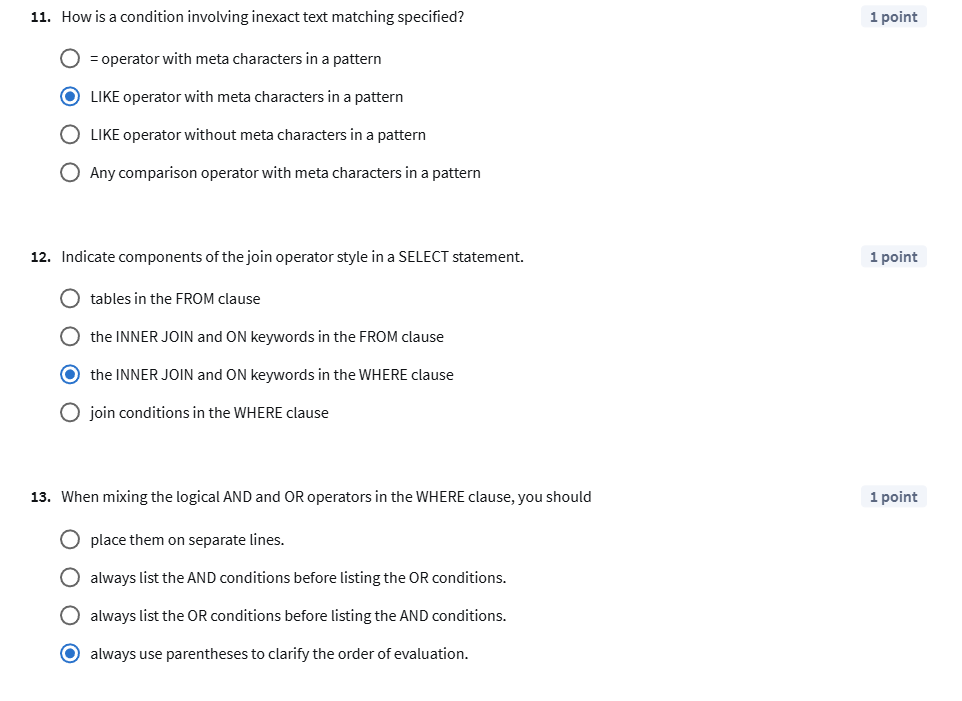 11. How is a condition involving inexact text matching specified? 1 point
= operator with meta characters in a pattern
LIKE operator with meta characters in a pattern
LIKE operator without meta characters in a pattern
Any comparison operator with meta characters in a pattern
12. Indicate components of the join operator style in a SELECT statement. 1 point
tables in the FROM clause
the INNER JOIN and ON keywords in the FROM clause
the INNER JOIN and ON keywords in the WHERE clause
join conditions in the WHERE clause
13. When mixing the logical AND and OR operators in the WHERE clause, you should 1 point
place them on separate lines.
always list the AND conditions before listing the OR conditions.
always list the OR conditions before listing the AND conditions.
always use parentheses to clarify the order of evaluation.